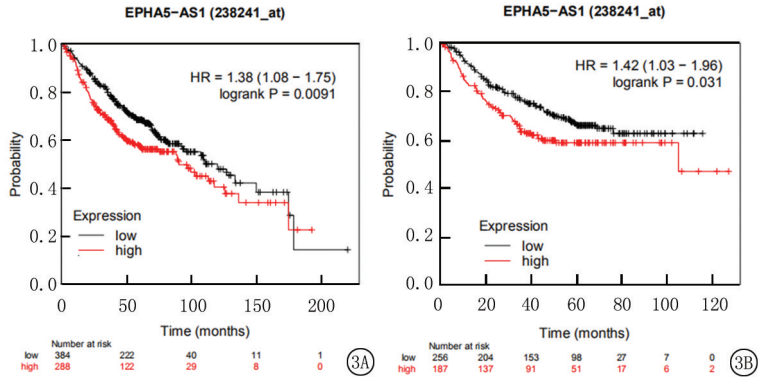 EPHA5−AS1 (238241_at)
HR = 1.38 (1.08 − 1.75)
logrank P = 0.0091
Probability
1.0
0.8
0.6
0.4
0.2
0.0
Expression
low
high
0 50 100 150 200
Time (months)
Number at risk
low 384 222 40 11 1
high 288 122 29 8 0
3A
EPHA5−AS1 (238241_at)
HR = 1.42 (1.03 − 1.96)
logrank P = 0.031
Probability
1.0
0.8
0.6
0.4
0.2
0.0
Expression
low
high
0 20 40 60 80 100 120
Time (months)
Number at risk
low 256 204 153 98 27 7 0
high 187 137 91 51 17 6 2
3B